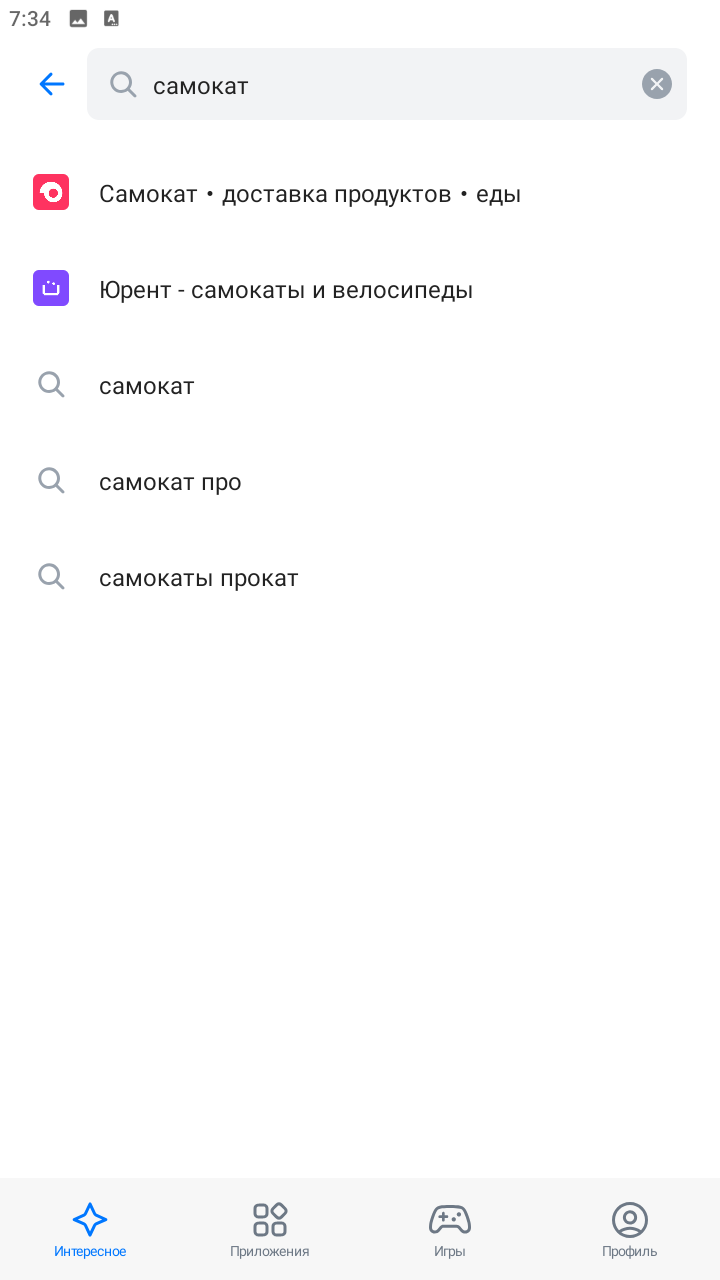 7:34
самокат
Самокат • доставка продуктов • еды
Юрент - самокаты и велосипеды
самокат
самокат про
самокаты прокат
Интересное
Приложения
Игры
Профиль